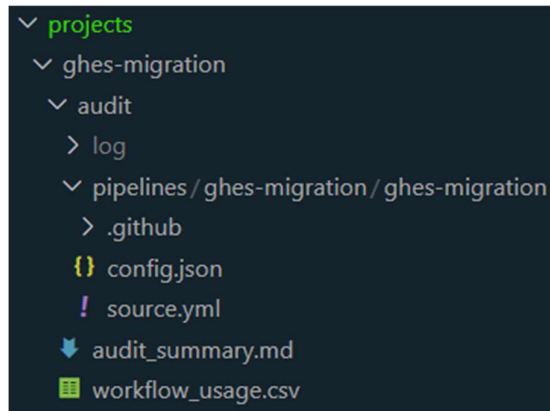 projects
ghes-migration
audit
log
pipelines / ghes-migration / ghes-migration
.github
{} config.json
! source.yml
audit_summary.md
workflow_usage.csv